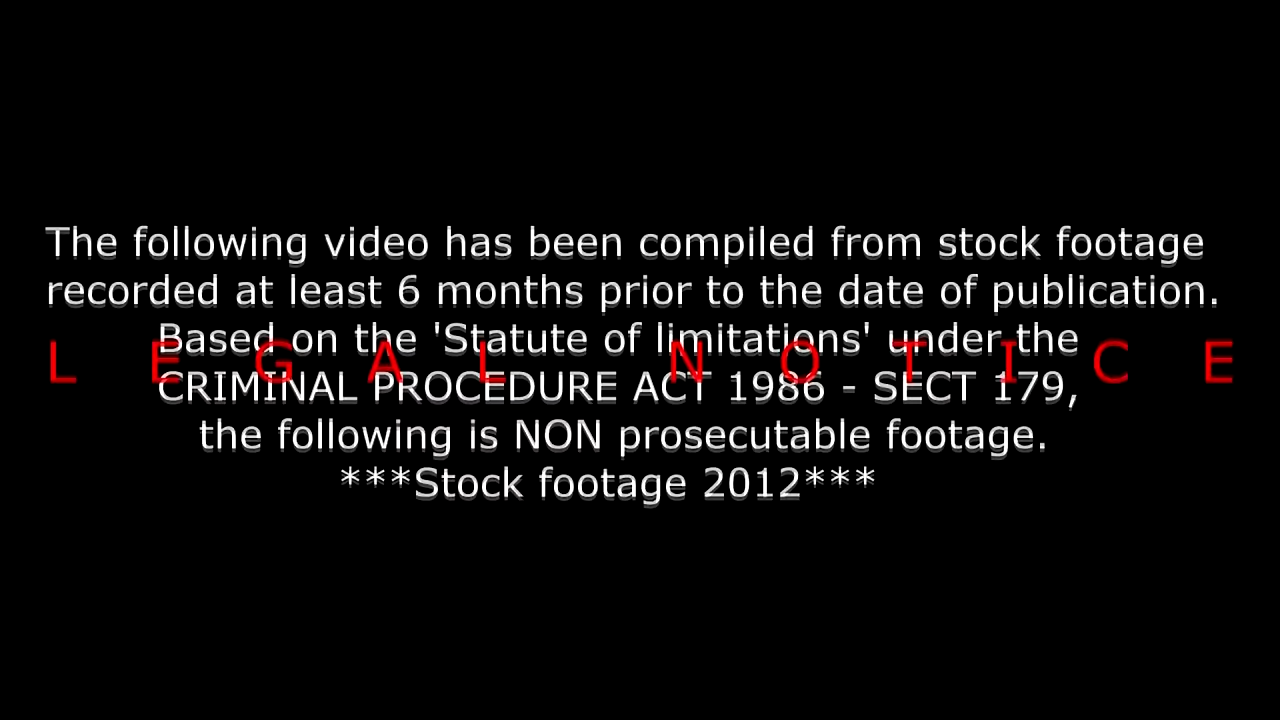 The following video has been compiled from stock footage
recorded at least 6 months prior to the date of publication.
Based on the 'Statute of limitations' under the
L E G A L N O T I C E
CRIMINAL PROCEDURE ACT 1986 - SECT 179,
the following is NON prosecutable footage.
***Stock footage 2012***